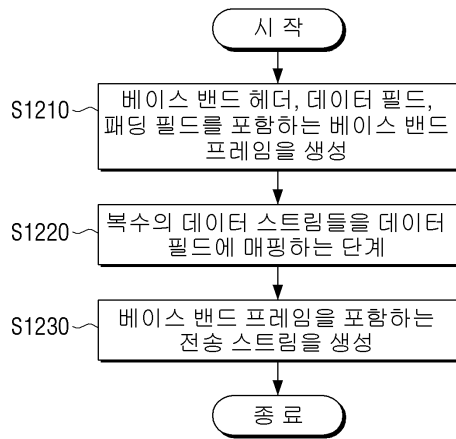 시 작
S1210
베이스 밴드 헤더, 데이터 필드,
패딩 필드를 포함하는 베이스 밴드
프레임을 생성
S1220
복수의 데이터 스트림들을 데이터
필드에 매핑하는 단계
S1230
베이스 밴드 프레임을 포함하는
전송 스트림을 생성
종 료